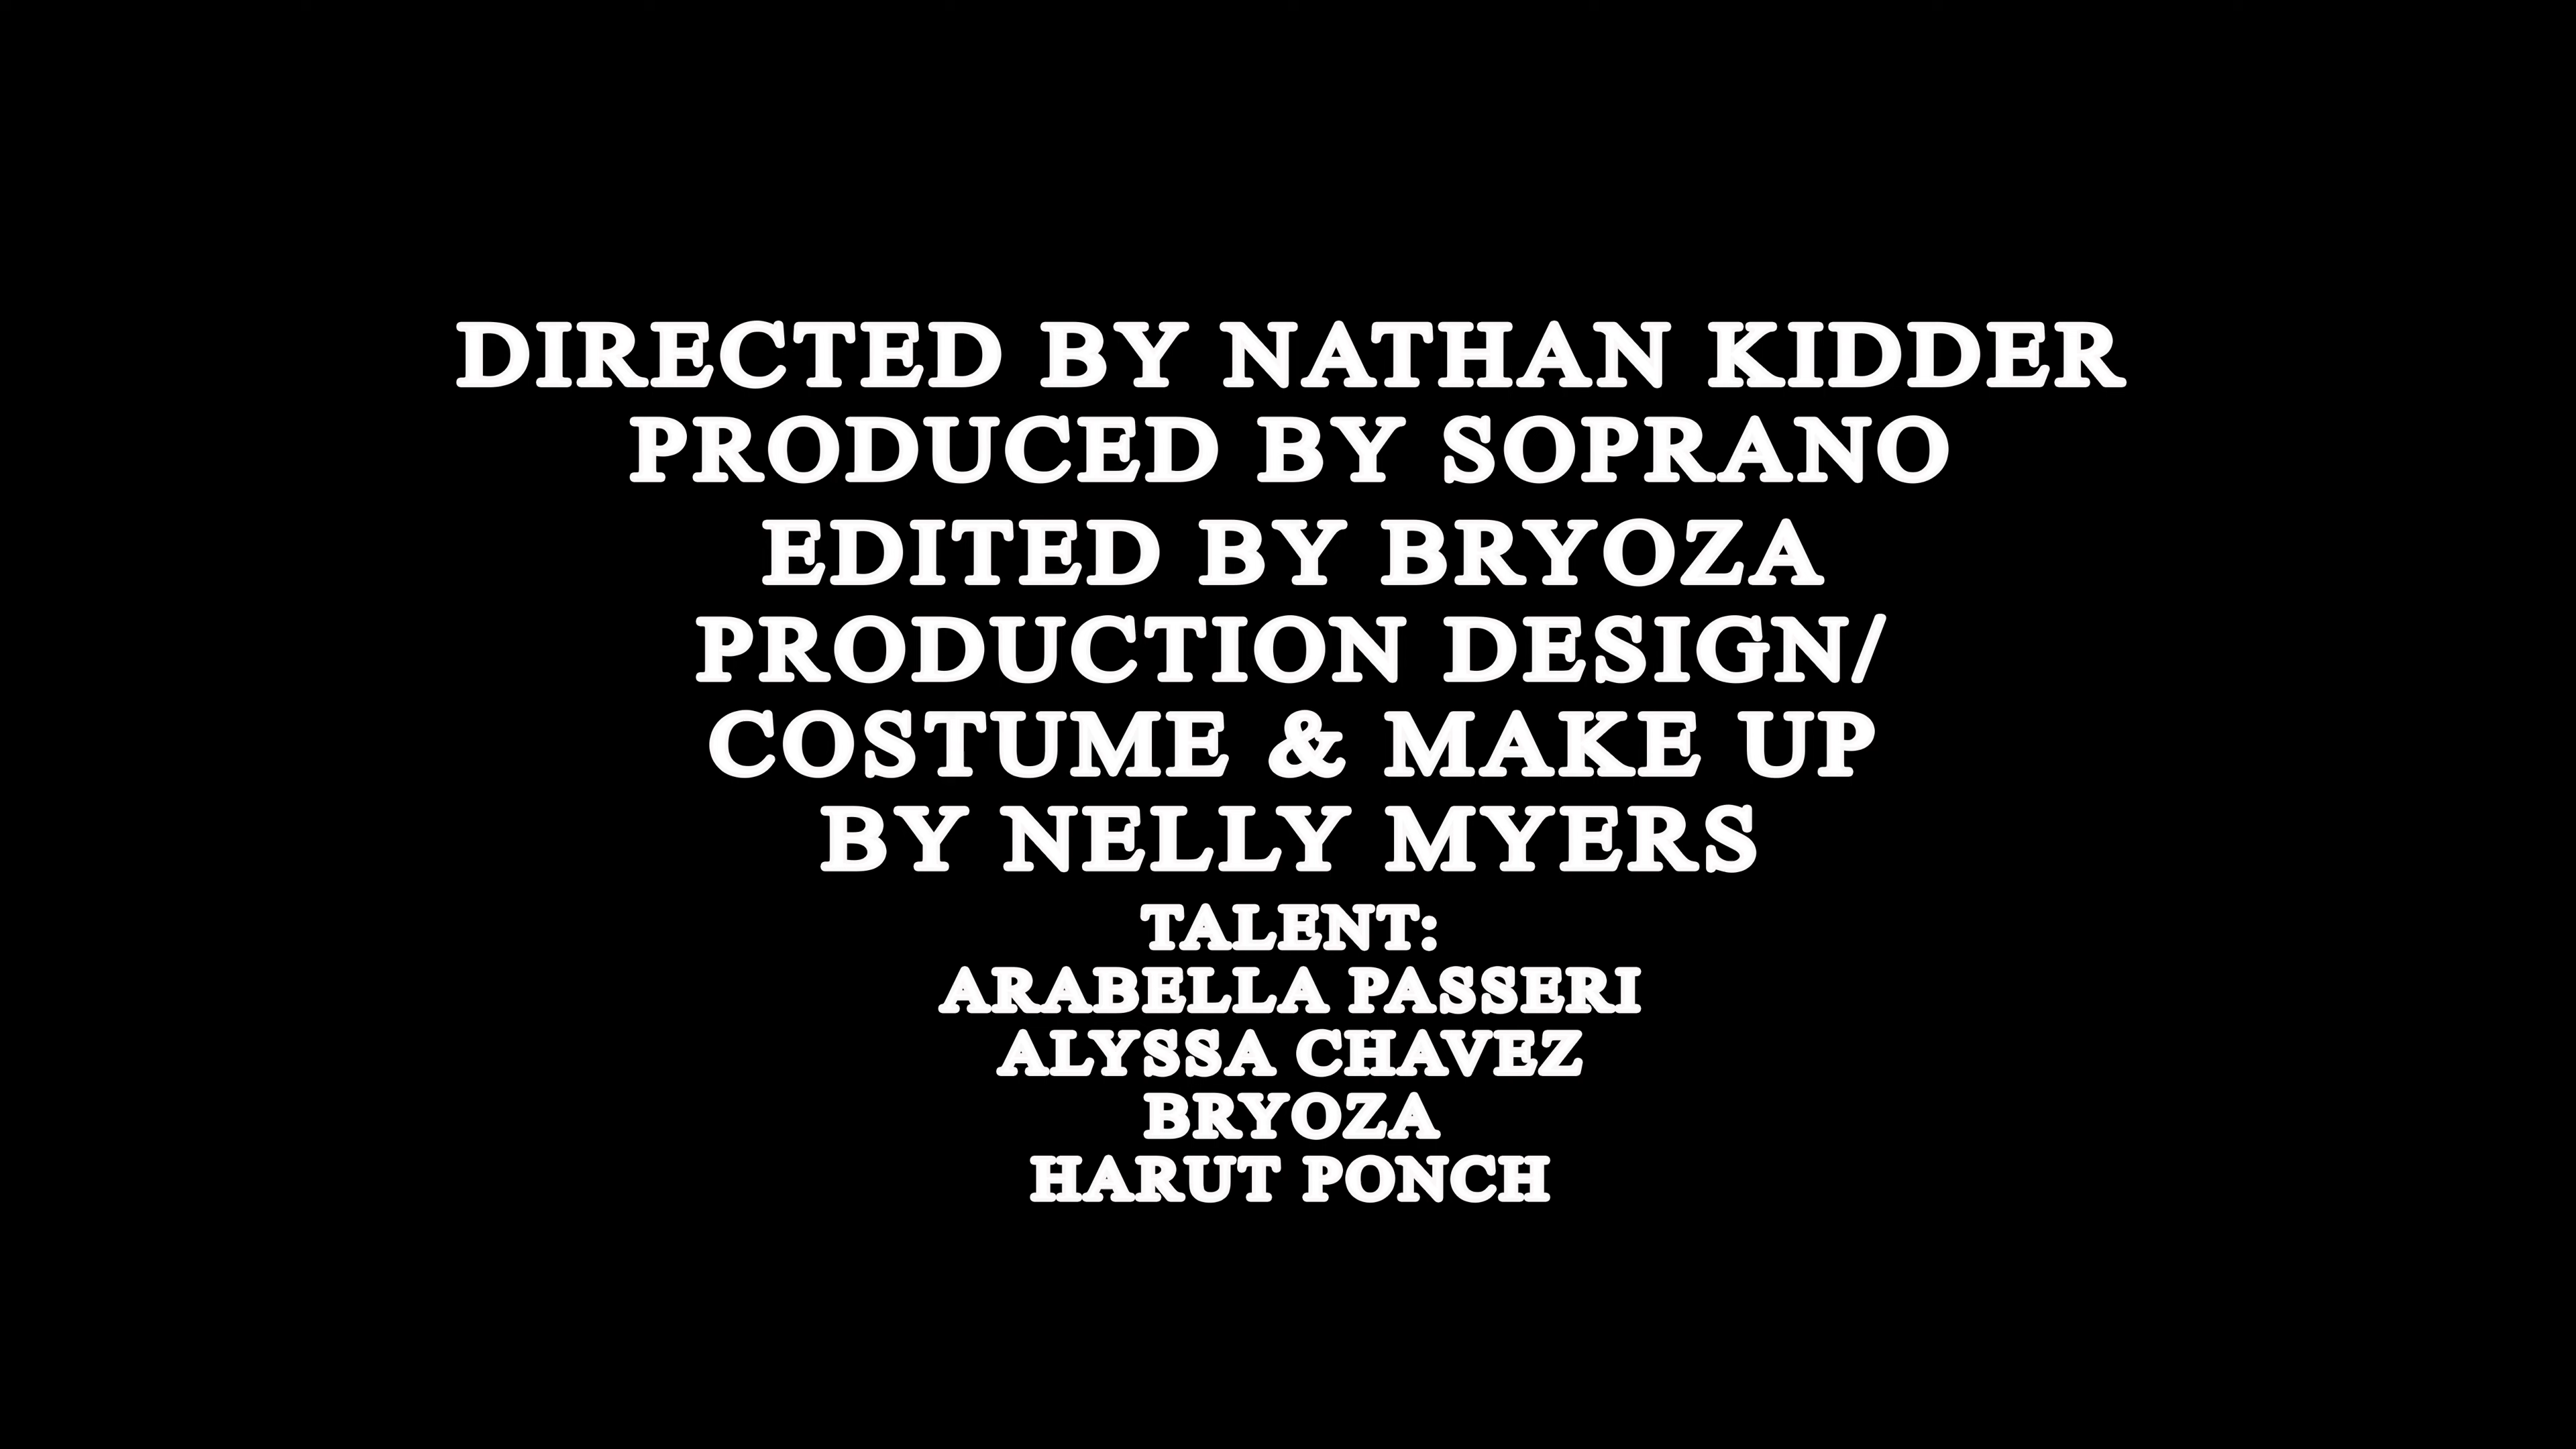 DIRECTED BY NATHAN KIDDER
PRODUCED BY SOPRANO
EDITED BY BRYOZA
PRODUCTION DESIGN/
COSTUME & MAKE UP
BY NELLY MYERS
TALENT:
ARABELLA PASSERI
ALYSSA CHAVEZ
BRYOZA
HARUT PONCH